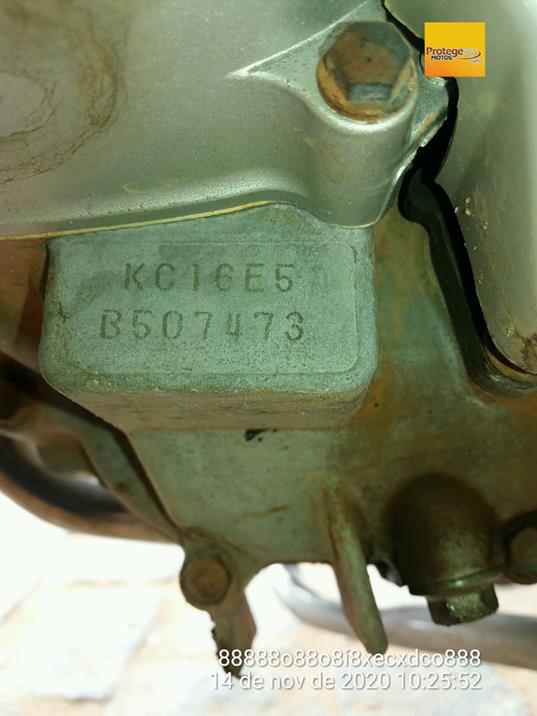 Protege
MOTOS
KC16E5
B507473
88888o88o8i8xecxdco888
14 de nov de 2020 10:25:52